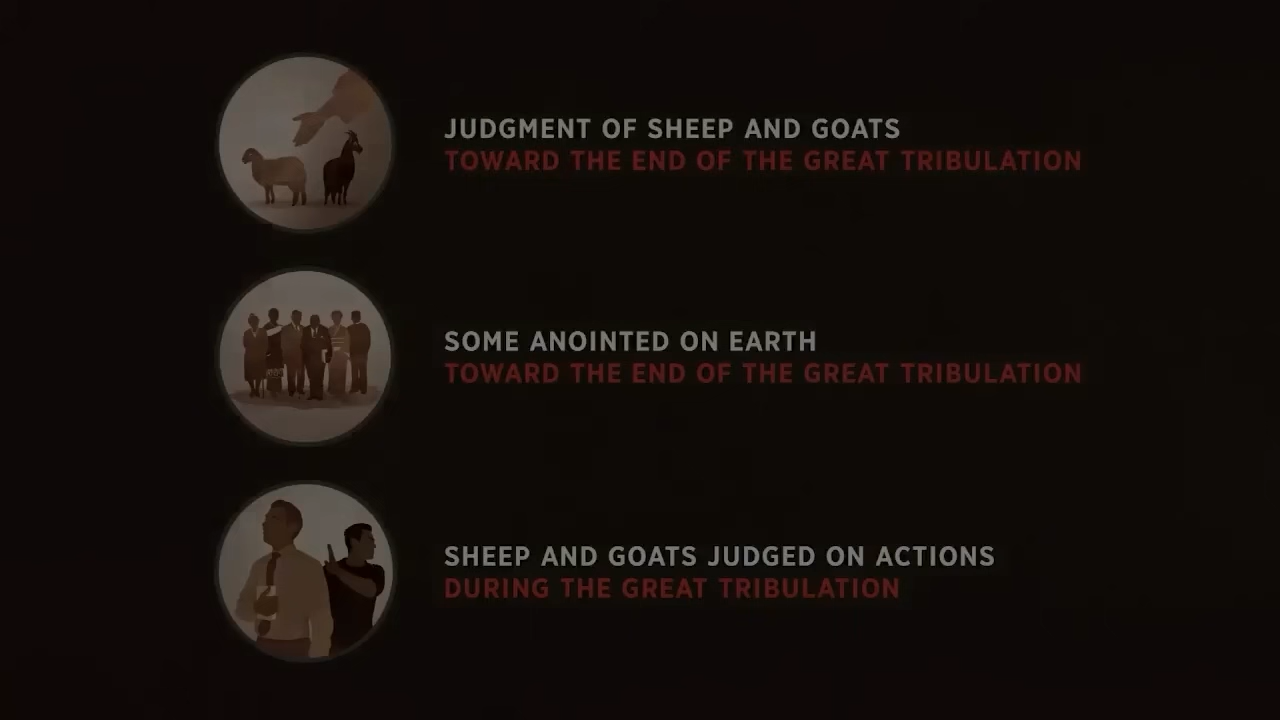 JUDGMENT OF SHEEP AND GOATS
TOWARD THE END OF THE GREAT TRIBULATION
SOME ANOINTED ON EARTH
TOWARD THE END OF THE GREAT TRIBULATION
SHEEP AND GOATS JUDGED ON ACTIONS
DURING THE GREAT TRIBULATION